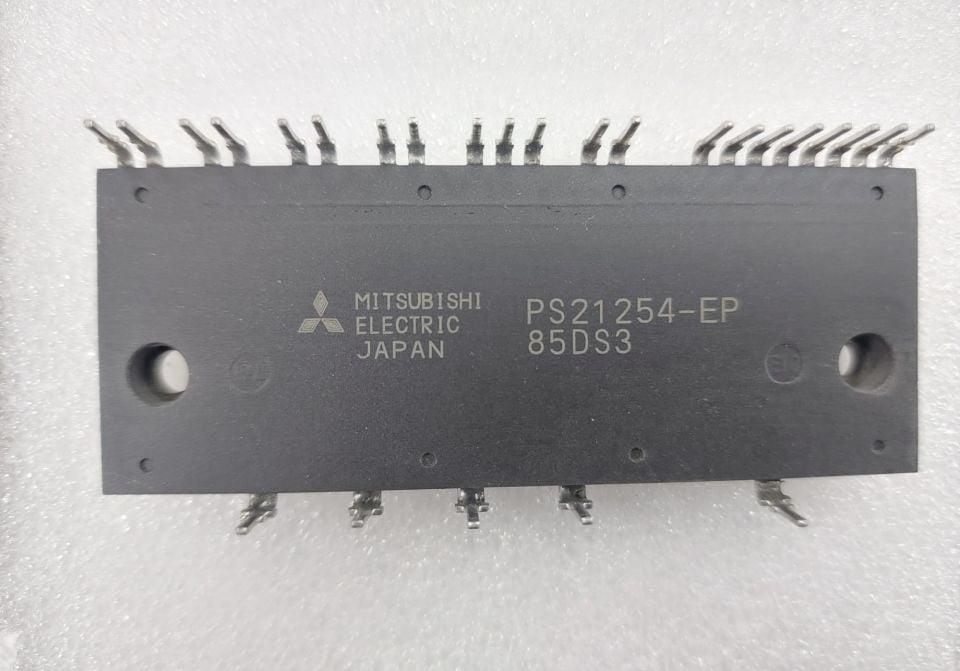 MITSUBISHI
ELECTRIC
JAPAN
PS21254-EP
85DS3